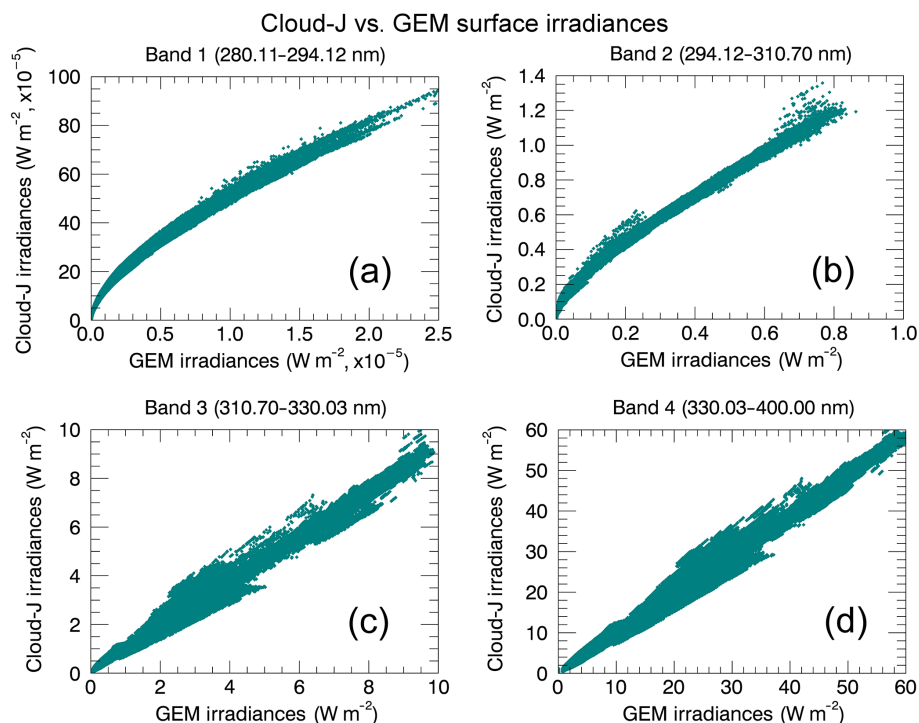 Cloud-J vs. GEM surface irradiances
Band 1 (280.11–294.12 nm)
Cloud-J irradiances (W m⁻², x10⁻⁵)
100
80
60
40
20
0
0.0 0.5 1.0 1.5 2.0 2.5
GEM irradiances (W m⁻², x10⁻⁵)
(a)
Band 2 (294.12–310.70 nm)
Cloud-J irradiances (W m⁻²)
1.4
1.2
1.0
0.8
0.6
0.4
0.2
0.0
0.0 0.2 0.4 0.6 0.8 1.0
GEM irradiances (W m⁻²)
(b)
Band 3 (310.70–330.03 nm)
Cloud-J irradiances (W m⁻²)
10
8
6
4
2
0
0 2 4 6 8 10
GEM irradiances (W m⁻²)
(c)
Band 4 (330.03–400.00 nm)
Cloud-J irradiances (W m⁻²)
60
50
40
30
20
10
0
0 10 20 30 40 50 60
GEM irradiances (W m⁻²)
(d)